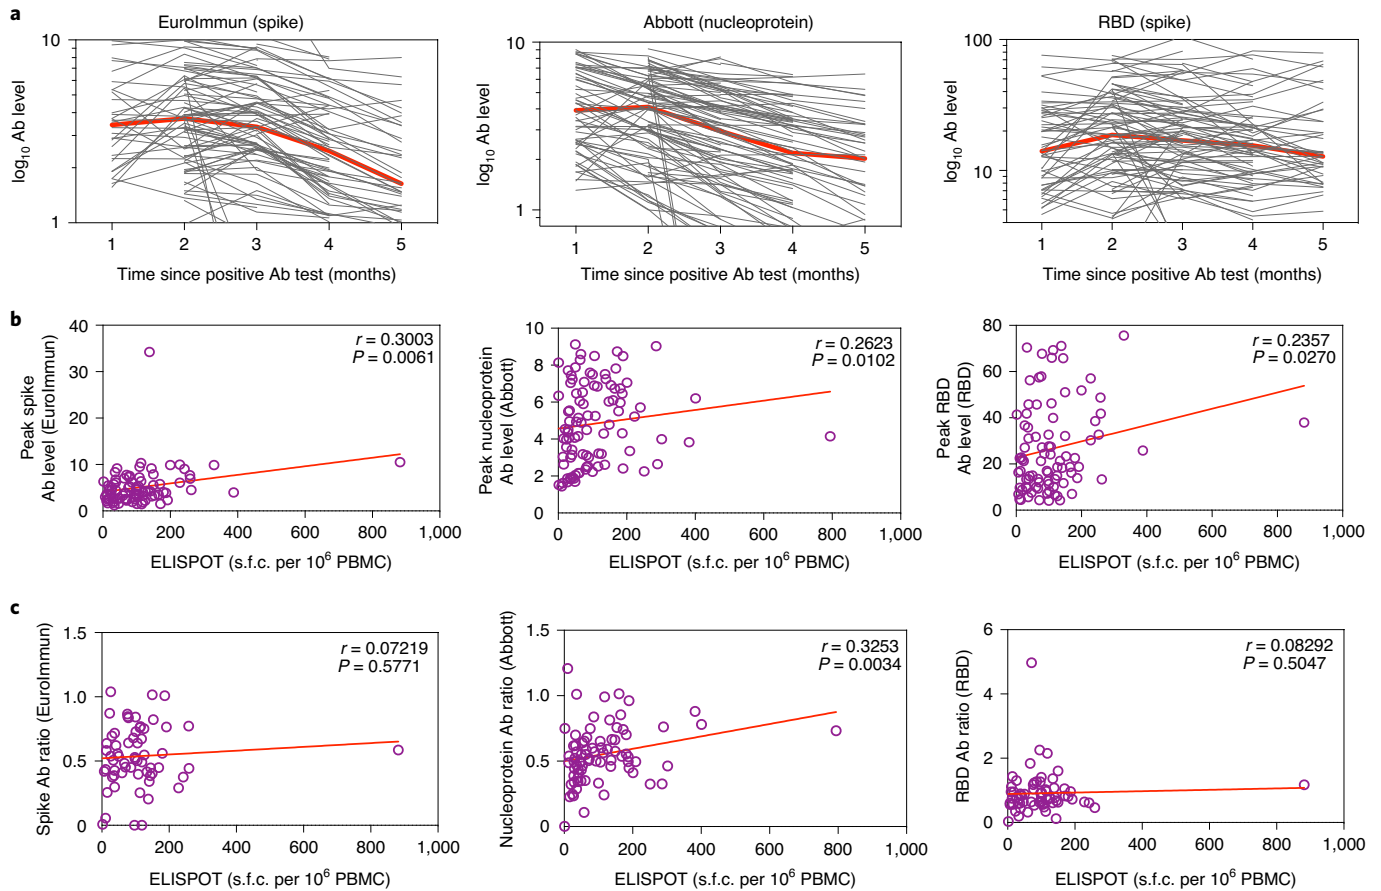 a
EuroImmun (spike)
Abbott (nucleoprotein)
RBD (spike)
log10 Ab level
10
1
1 2 3 4 5
Time since positive Ab test (months)
log10 Ab level
10
1
1 2 3 4 5
Time since positive Ab test (months)
log10 Ab level
100
10
1 2 3 4 5
Time since positive Ab test (months)
b
Peak spike
Ab level (EuroImmun)
40
30
20
10
0
r = 0.3003
P = 0.0061
0 200 400 600 800 1,000
ELISPOT (s.f.c. per 10^6 PBMC)
Peak nucleoprotein
Ab level (Abbott)
10
8
6
4
2
0
r = 0.2623
P = 0.0102
0 200 400 600 800 1,000
ELISPOT (s.f.c. per 10^6 PBMC)
Peak RBD
Ab level (RBD)
80
60
40
20
0
r = 0.2357
P = 0.0270
0 200 400 600 800 1,000
ELISPOT (s.f.c. per 10^6 PBMC)
c
Spike Ab ratio (EuroImmun)
1.5
1.0
0.5
0
r = 0.07219
P = 0.5771
0 200 400 600 800 1,000
ELISPOT (s.f.c. per 10^6 PBMC)
Nucleoprotein Ab ratio (Abbott)
1.5
1.0
0.5
0
r = 0.3253
P = 0.0034
0 200 400 600 800 1,000
ELISPOT (s.f.c. per 10^6 PBMC)
RBD Ab ratio (RBD)
6
4
2
0
r = 0.08292
P = 0.5047
0 200 400 600 800 1,000
ELISPOT (s.f.c. per 10^6 PBMC)